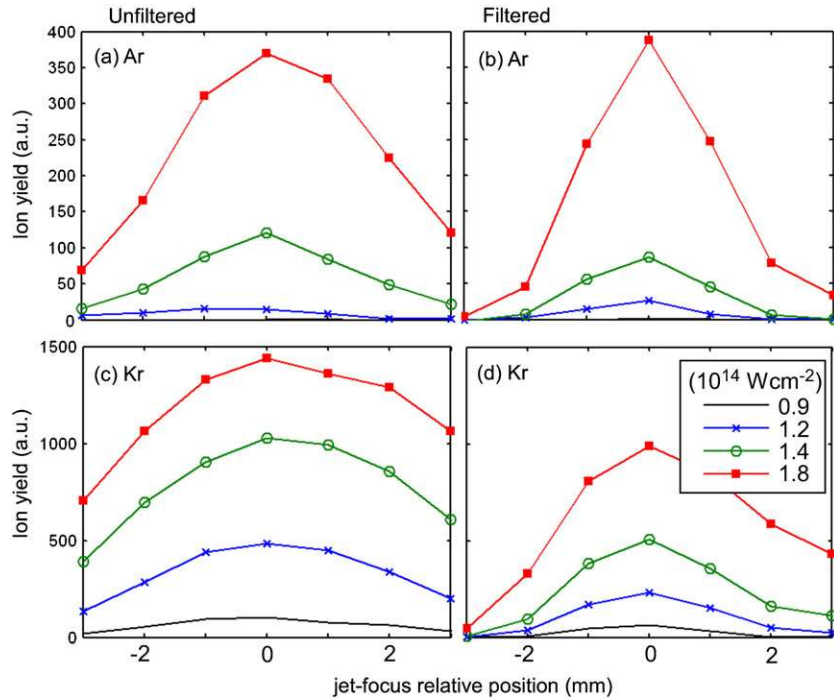 Unfiltered Filtered
(a) Ar (b) Ar
400
350
300
250
200
150
100
50
0
Ion yield (a.u.)
(c) Kr (d) Kr
1500
1000
500
0
Ion yield (a.u.)
(10¹⁴ Wcm⁻²)
0.9
1.2
1.4
1.8
-2 0 2 -2 0 2
jet-focus relative position (mm)